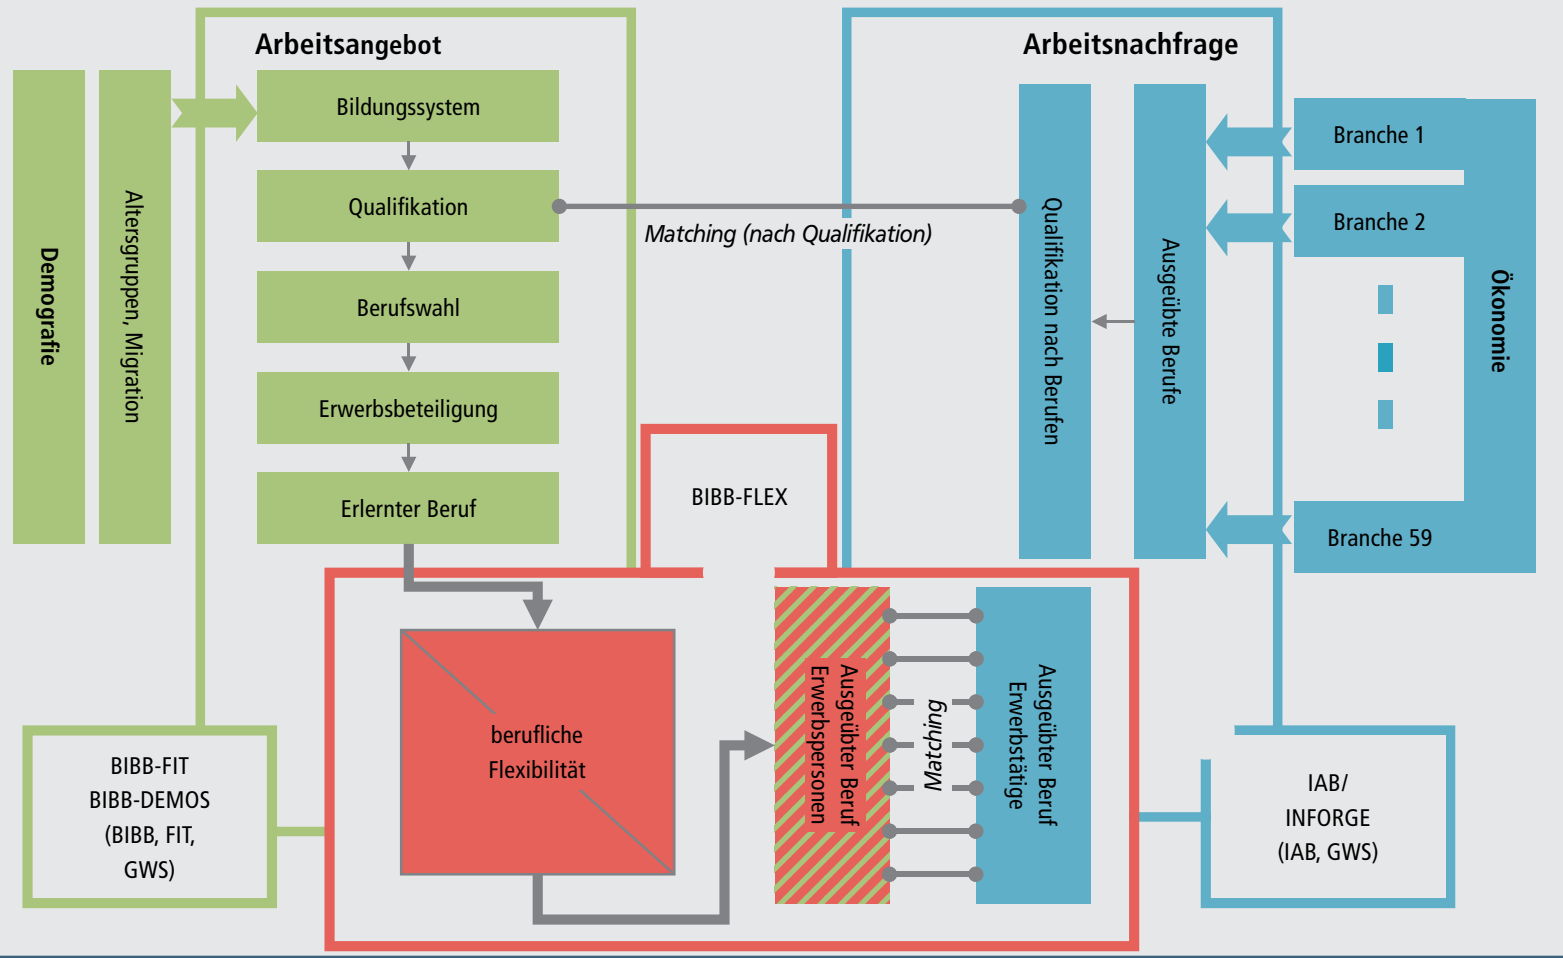 Arbeitsangebot
Arbeitsnachfrage
Demografie
Altersgruppen, Migration
Bildungssystem
Qualifikation
Berufswahl
Erwerbsbeteiligung
Erlernter Beruf
Matching (nach Qualifikation)
Qualifikation nach Berufen
Ausgeübte Berufe
Branche 1
Branche 2
Branche 59
Ökonomie
BIBB-FLEX
berufliche
Flexibilität
Ausgeübter Beruf
Erwerbspersonen
Matching
Ausgeübter Beruf
Erwerbstätige
BIBB-FIT
BIBB-DEMOS
(BIBB, FIT,
GWS)
IAB/
INFORGE
(IAB, GWS)